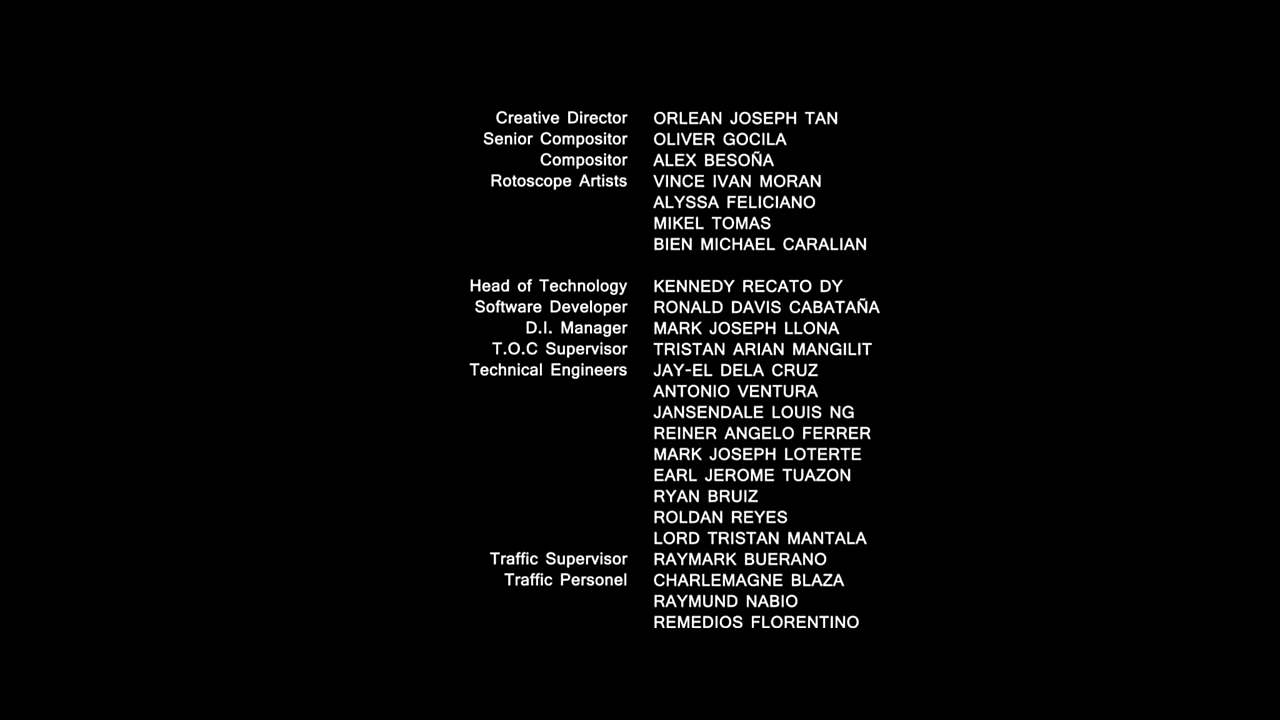 Creative Director ORLEAN JOSEPH TAN
Senior Compositor OLIVER GOCILA
Compositor ALEX BESOÑA
Rotoscope Artists VINCE IVAN MORAN
ALYSSA FELICIANO
MIKEL TOMAS
BIEN MICHAEL CARALIAN
Head of Technology KENNEDY RECATO DY
Software Developer RONALD DAVIS CABATAÑA
D.I. Manager MARK JOSEPH LLONA
T.O.C Supervisor TRISTAN ARIAN MANGILIT
Technical Engineers JAY-EL DELA CRUZ
ANTONIO VENTURA
JANSENDALE LOUIS NG
REINER ANGELO FERRER
MARK JOSEPH LOTERTE
EARL JEROME TUAZON
RYAN BRUIZ
ROLDAN REYES
LORD TRISTAN MANTALA
Traffic Supervisor RAYMARK BUERANO
Traffic Personel CHARLEMAGNE BLAZA
RAYMUND NABIO
REMEDIOS FLORENTINO